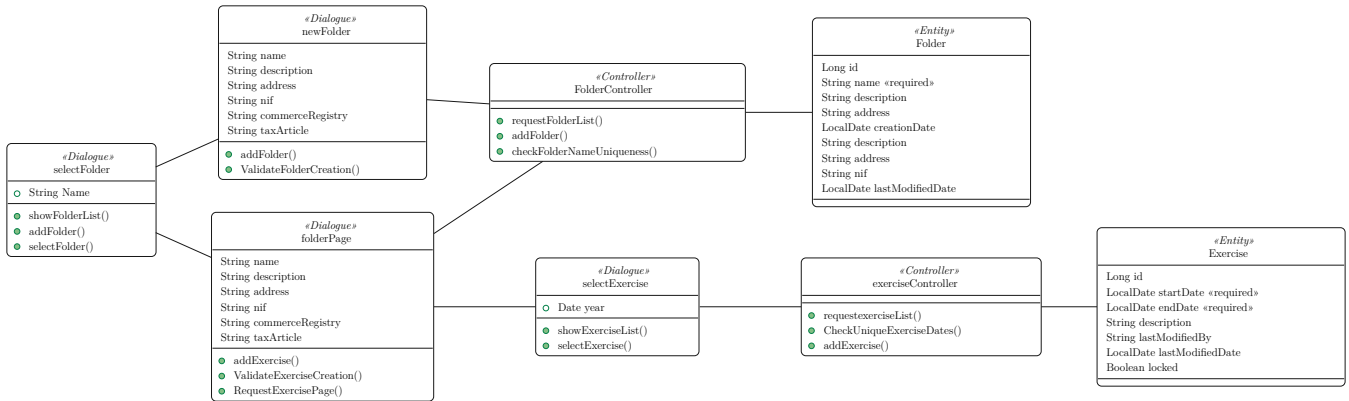 «Dialogue»
selectFolder
String Name
showFolderList()
addFolder()
selectFolder()
«Dialogue»
newFolder
String name
String description
String address
String nif
String commerceRegistry
String taxArticle
addFolder()
ValidateFolderCreation()
«Dialogue»
folderPage
String name
String description
String address
String nif
String commerceRegistry
String taxArticle
addExercise()
ValidateExerciseCreation()
RequestExercisePage()
«Controller»
FolderController
requestFolderList()
addFolder()
checkFolderNameUniqueness()
«Dialogue»
selectExercise
Date year
showExerciseList()
selectExercise()
«Entity»
Folder
Long id
String name «required»
String description
String address
LocalDate creationDate
String description
String address
String nif
LocalDate lastModifiedDate
«Controller»
exerciseController
requestexerciseList()
CheckUniqueExerciseDates()
addExercise()
«Entity»
Exercise
Long id
LocalDate startDate «required»
LocalDate endDate «required»
String description
String lastModifiedBy
LocalDate lastModifiedDate
Boolean locked